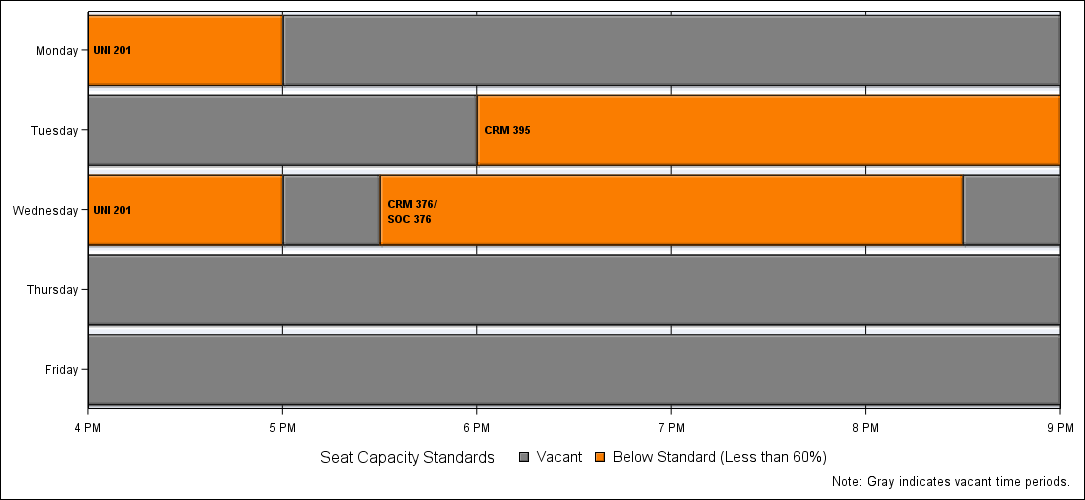 Monday
UNI 201
Tuesday
CRM 395
Wednesday
UNI 201
CRM 376/
SOC 376
Thursday
Friday
4 PM 5 PM 6 PM 7 PM 8 PM 9 PM
Seat Capacity Standards Vacant Below Standard (Less than 60%)
Note: Gray indicates vacant time periods.